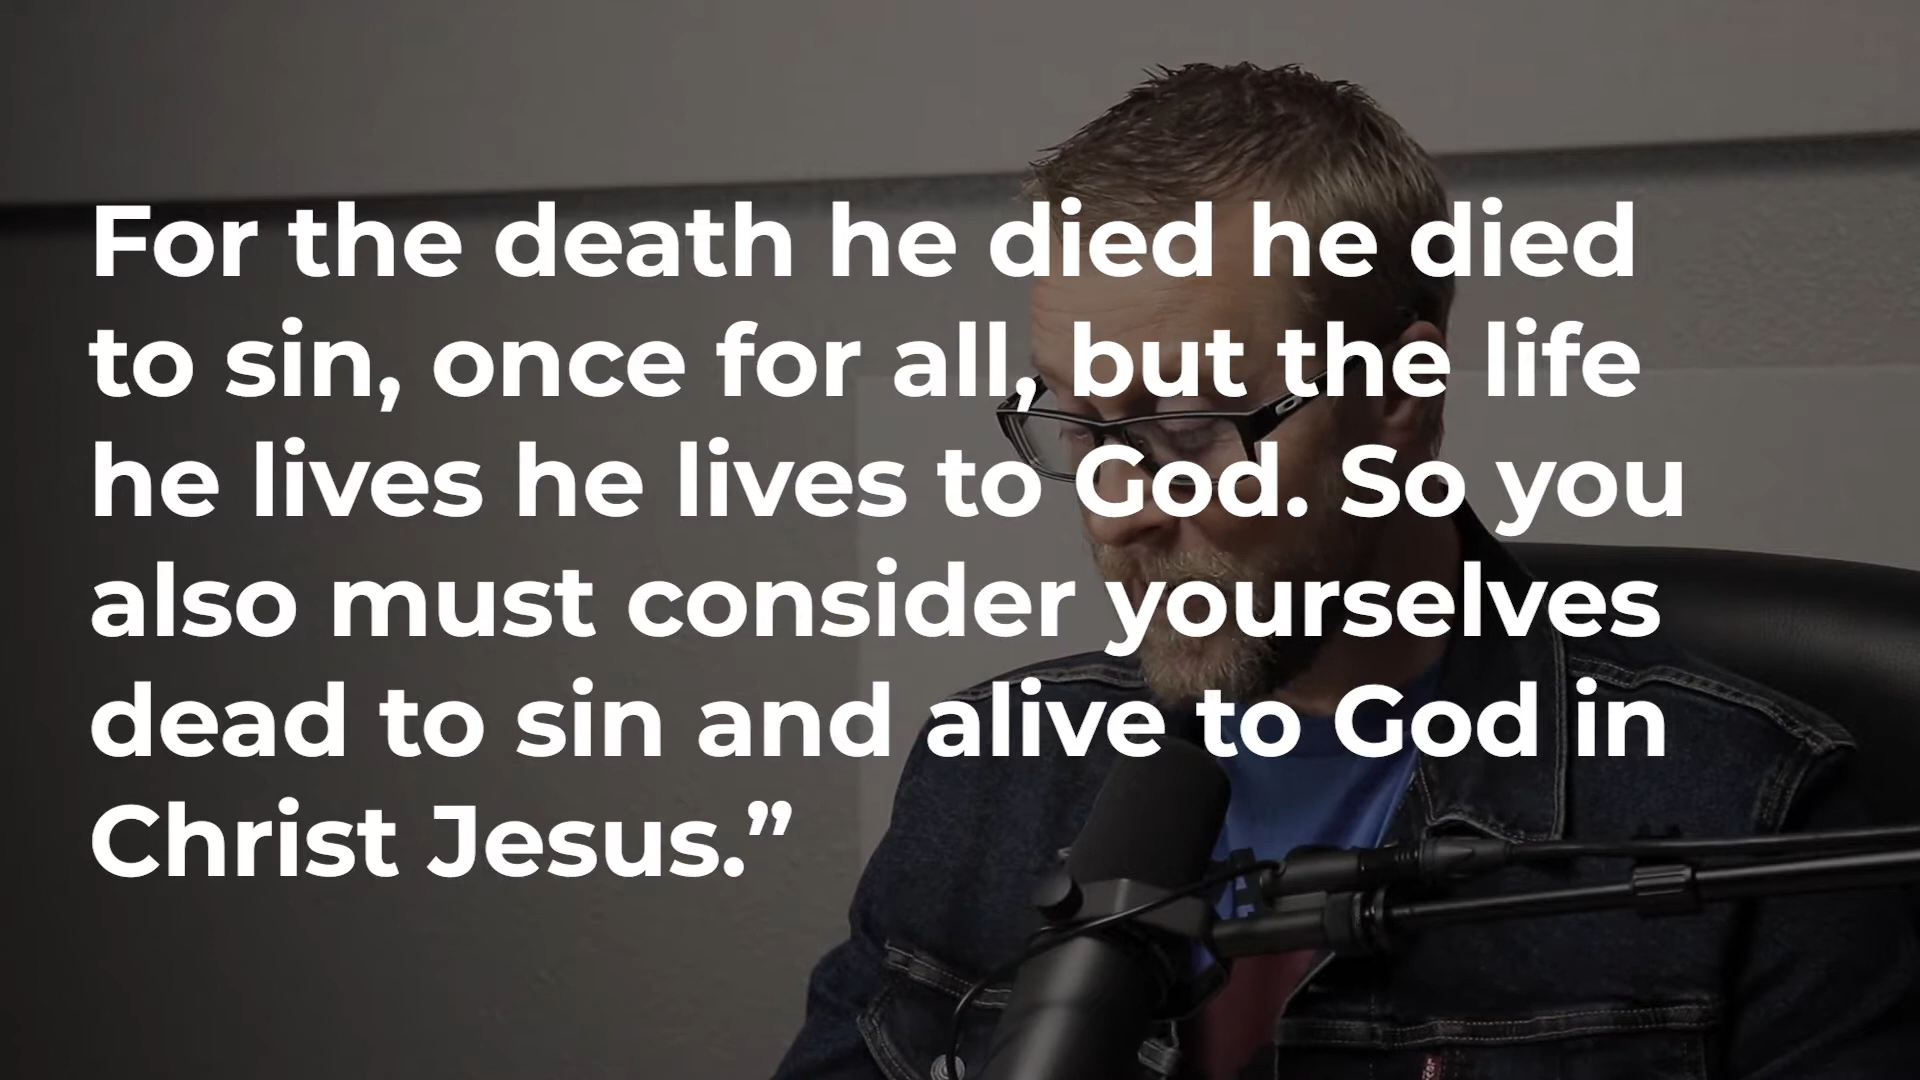 For the death he died he died
to sin, once for all, but the life
he lives he lives to God. So you
also must consider yourselves
dead to sin and alive to God in
Christ Jesus.”